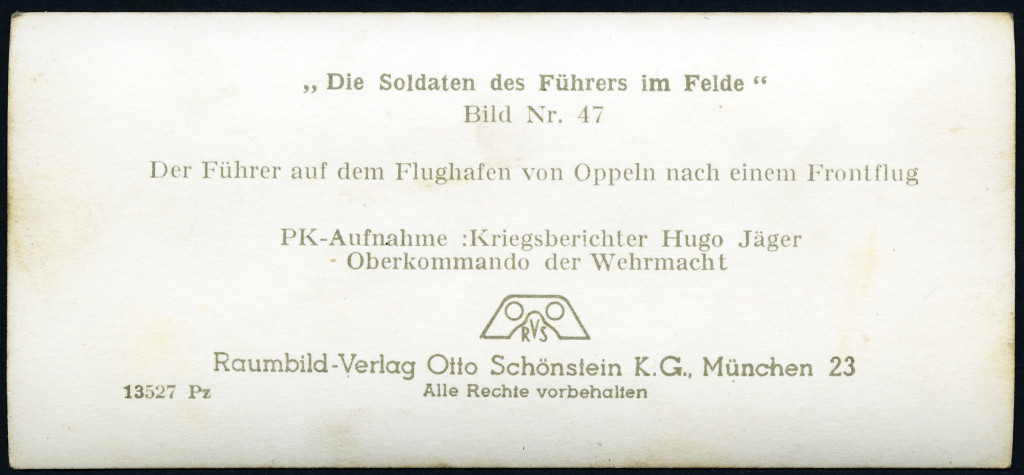 „Die Soldaten des Führers im Felde“
Bild Nr. 47
Der Führer auf dem Flughafen von Oppeln nach einem Frontflug
PK-Aufnahme :Kriegsberichter Hugo Jäger
Oberkommando der Wehrmacht
RVS
Raumbild-Verlag Otto Schönstein K.G., München 23
13527 Pz
Alle Rechte vorbehalten